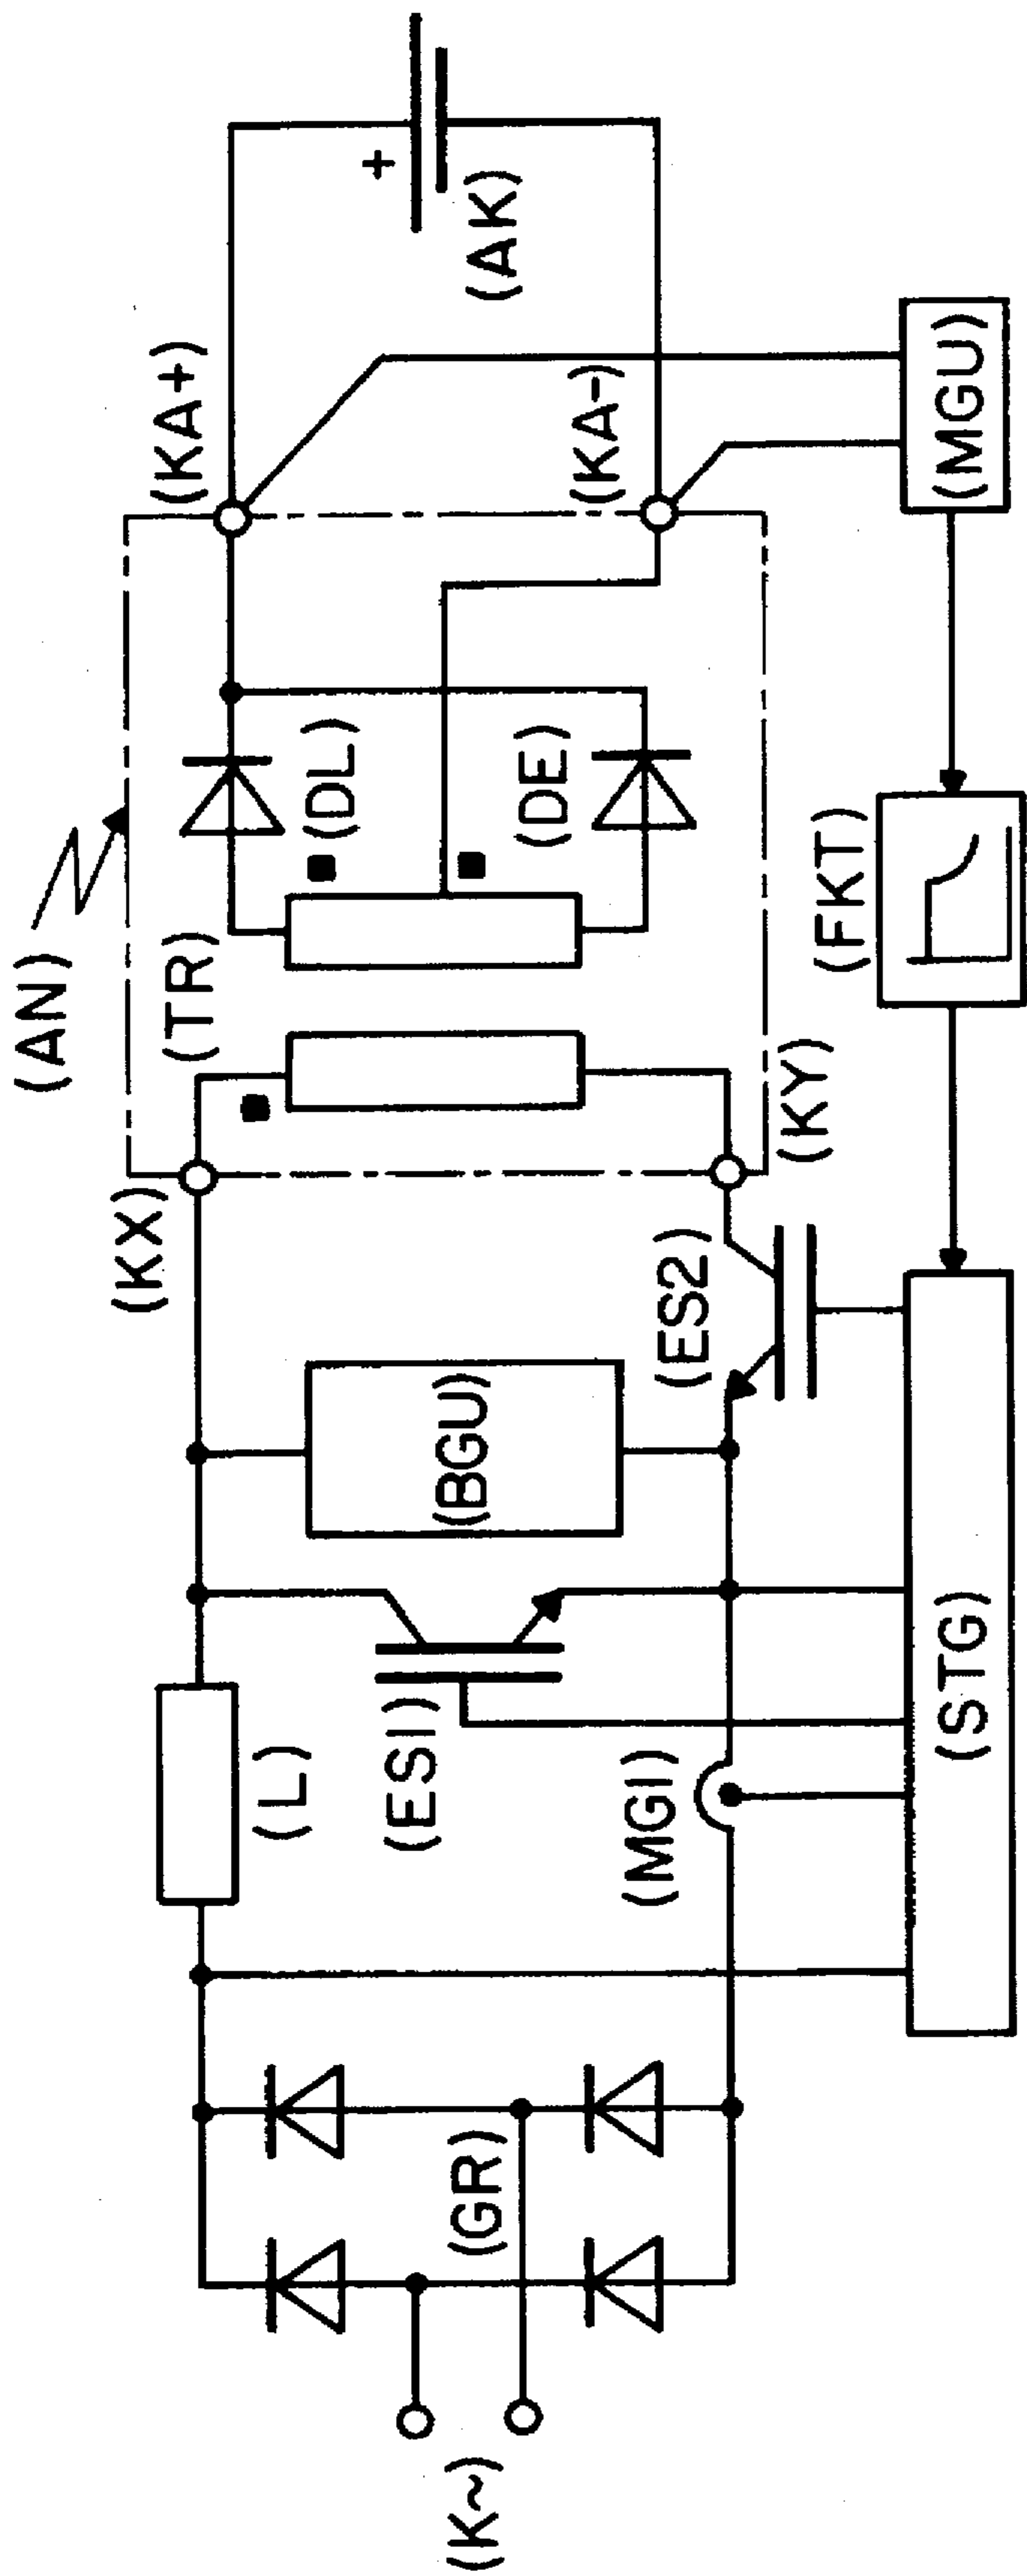 (AN)
(KX)
(TR)
(KA+)
(L)
(DL)
+
(ESI)
(BGU)
(AK)
(K~)
(GR)
(DE)
(KA-)
(MGI)
(ES2)
(KY)
(STG)
(FKT)
(MGU)